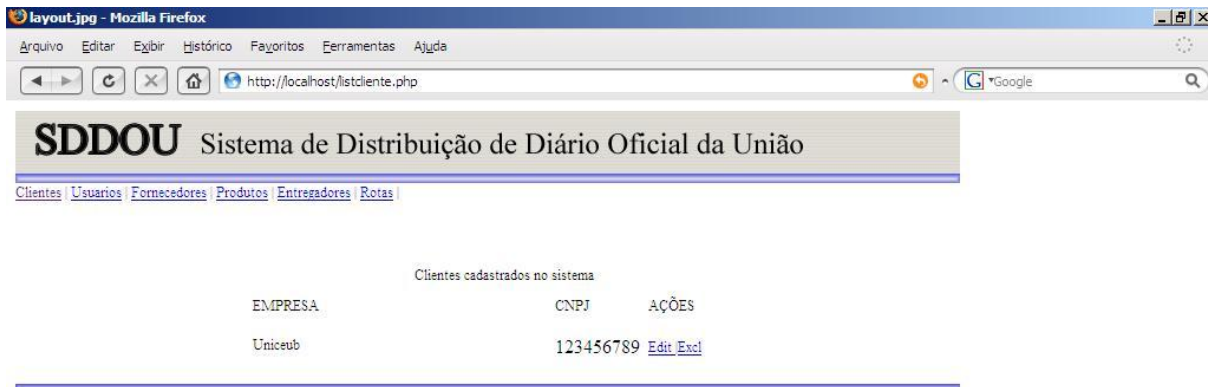 layout.jpg - Mozilla Firefox
Arquivo Editar Exibir Histórico Favoritos Ferramentas Ajuda
http://localhost/listcliente.php
G Google
SDDOU Sistema de Distribuição de Diário Oficial da União
Clientes | Usuarios | Fornecedores | Produtos | Entregadores | Rotas |
Clientes cadastrados no sistema
EMPRESA CNPJ AÇÕES
Uniceub 123456789 Edit |Excl